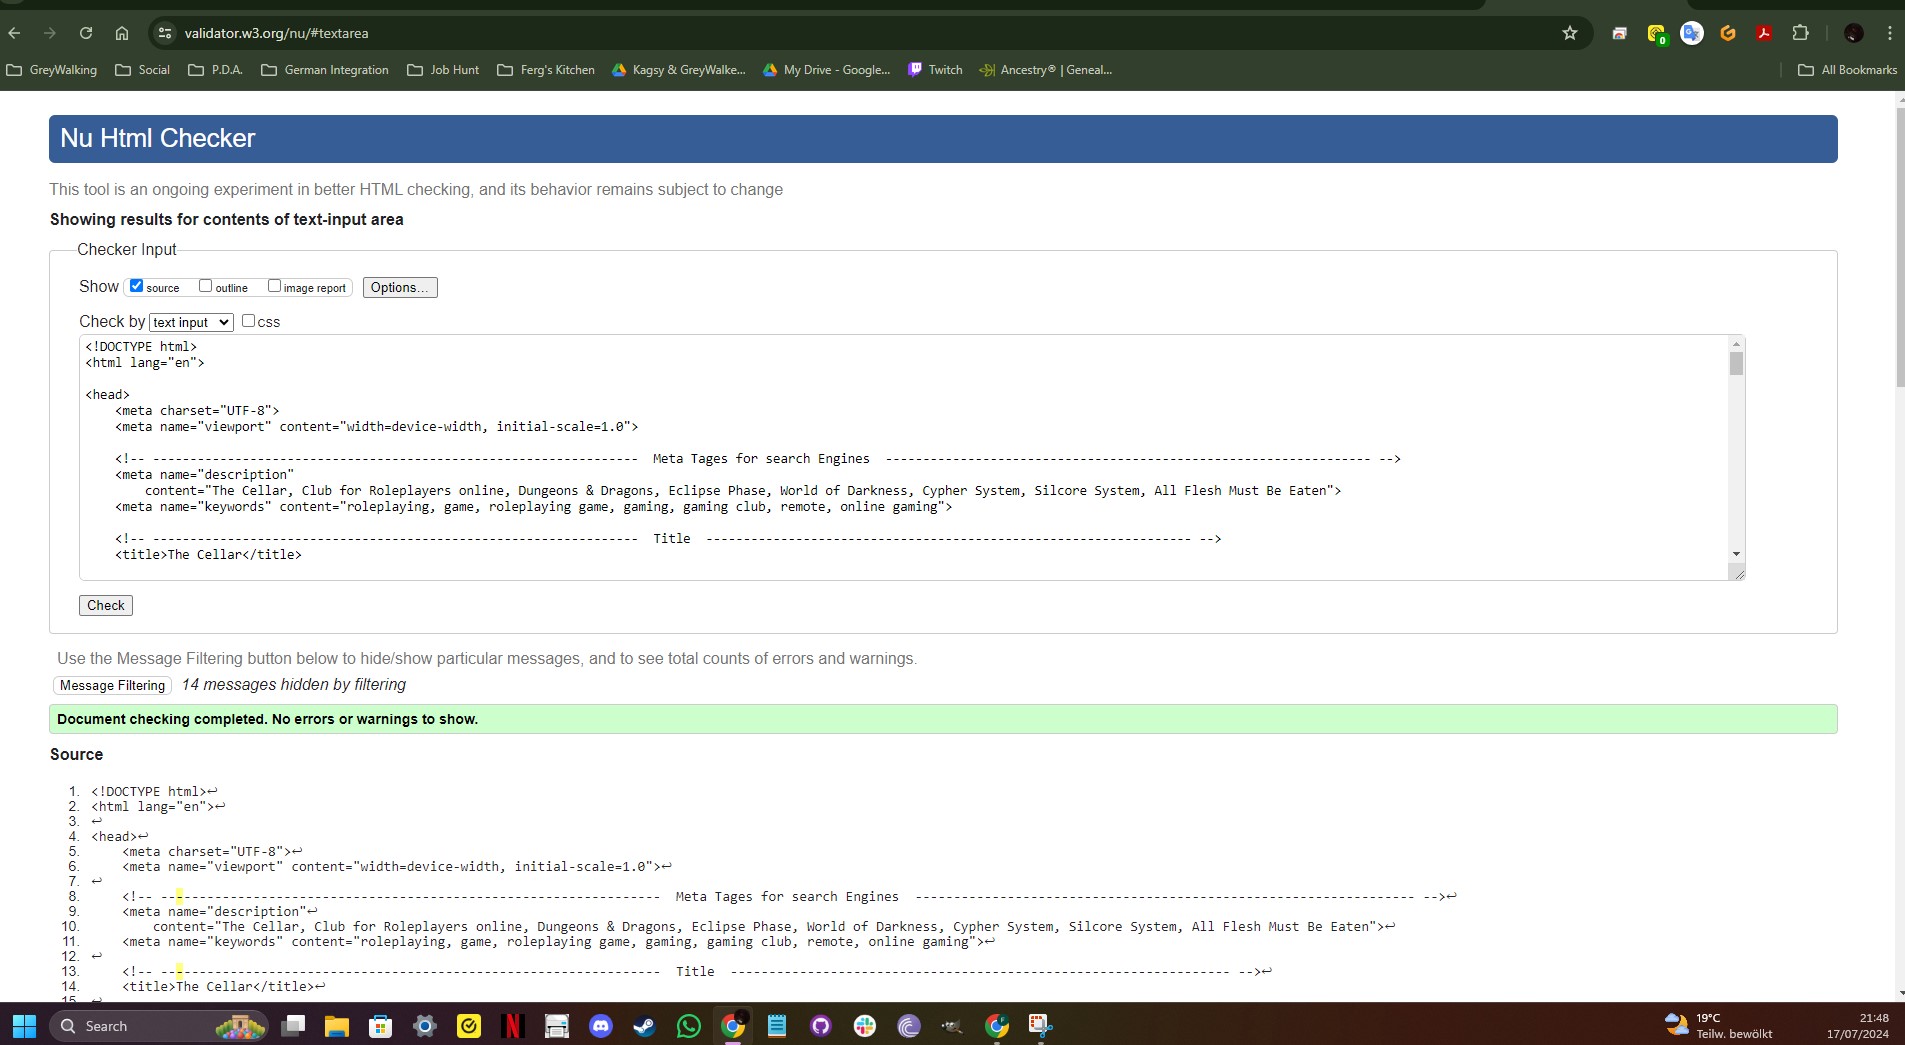 validator.w3.org/nu/#textarea
0
GreyWalking Social P.D.A. German Integration Job Hunt Ferg's Kitchen Kagsy & GreyWalke... My Drive - Google... Twitch Ancestry® | Geneal... All Bookmarks
Nu Html Checker
This tool is an ongoing experiment in better HTML checking, and its behavior remains subject to change
Showing results for contents of text-input area
Checker Input
Show source outline image report Options...
Check by text input css
<!DOCTYPE html>
<html lang="en">
<head>
<meta charset="UTF-8">
<meta name="viewport" content="width=device-width, initial-scale=1.0">
<!-- ----------------------------------------------------------------- Meta Tages for search Engines ----------------------------------------------------------------- -->
<meta name="description"
content="The Cellar, Club for Roleplayers online, Dungeons & Dragons, Eclipse Phase, World of Darkness, Cypher System, Silcore System, All Flesh Must Be Eaten">
<meta name="keywords" content="roleplaying, game, roleplaying game, gaming, gaming club, remote, online gaming">
<!-- ----------------------------------------------------------------- Title ----------------------------------------------------------------- -->
<title>The Cellar</title>
Check
Use the Message Filtering button below to hide/show particular messages, and to see total counts of errors and warnings.
Message Filtering 14 messages hidden by filtering
Document checking completed. No errors or warnings to show.
Source
1. <!DOCTYPE html>↩
2. <html lang="en">↩
3. ↩
4. <head>↩
5. <meta charset="UTF-8">↩
6. <meta name="viewport" content="width=device-width, initial-scale=1.0">↩
7. ↩
8. <!-- ----------------------------------------------------------------- Meta Tages for search Engines ----------------------------------------------------------------- -->↩
9. <meta name="description"↩
10. content="The Cellar, Club for Roleplayers online, Dungeons & Dragons, Eclipse Phase, World of Darkness, Cypher System, Silcore System, All Flesh Must Be Eaten">↩
11. <meta name="keywords" content="roleplaying, game, roleplaying game, gaming, gaming club, remote, online gaming">↩
12. ↩
13. <!-- ----------------------------------------------------------------- Title ----------------------------------------------------------------- -->↩
14. <title>The Cellar</title>↩
15. ↩
Search
19°C
Teilw. bewölkt
21:48
17/07/2024